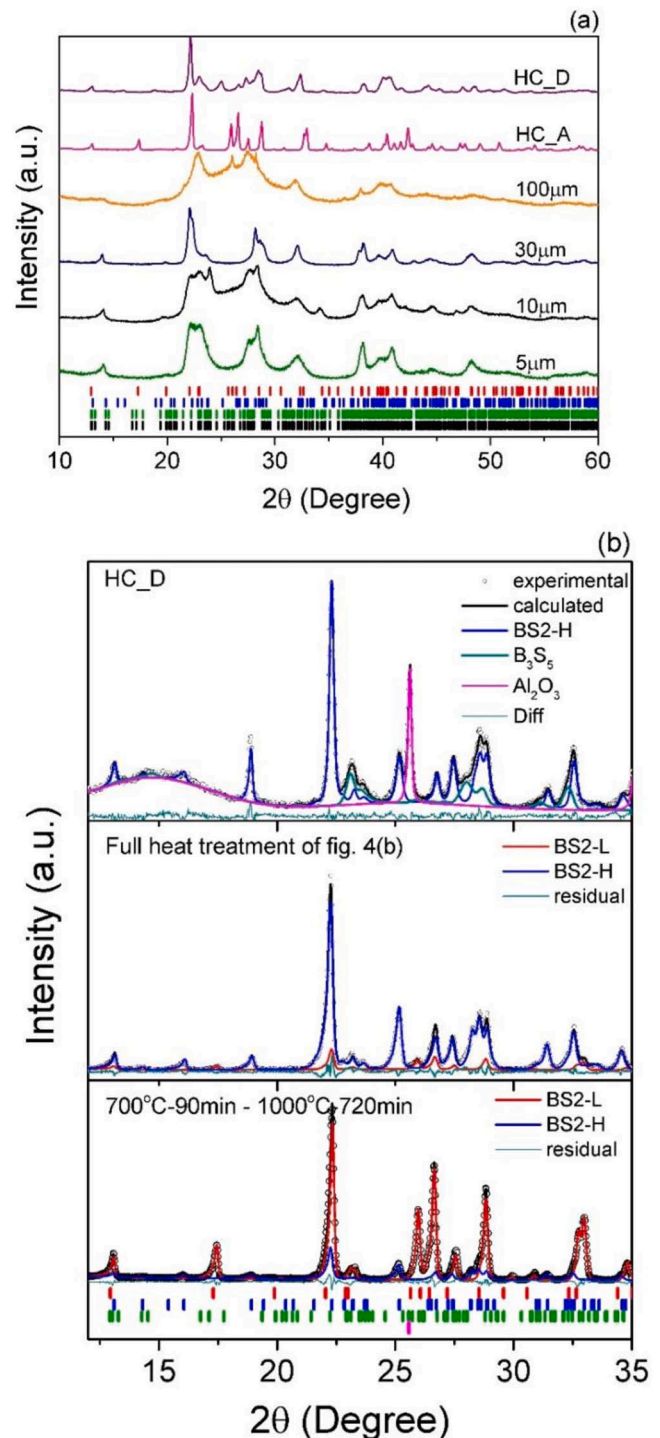 (a)
HC_D
HC_A
100μm
30μm
10μm
5μm
Intensity (a.u.)
10 20 30 40 50 60
2θ (Degree)
(b)
HC_D
experimental
calculated
BS2-H
B₃S₅
Al₂O₃
Diff
Full heat treatment of fig. 4(b)
BS2-L
BS2-H
residual
700°C-90min - 1000°C-720min
BS2-L
BS2-H
residual
Intensity (a.u.)
15 20 25 30 35
2θ (Degree)